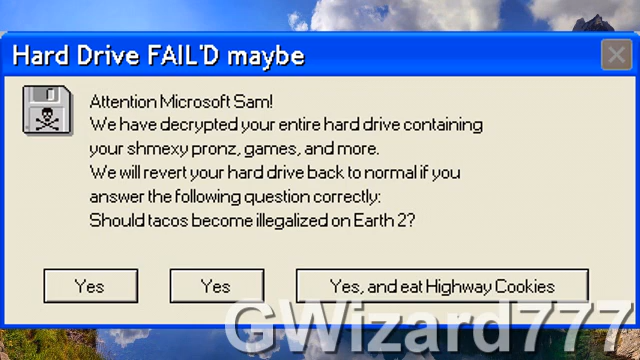 Hard Drive FAIL'D maybe
Attention Microsoft Sam!
We have decrypted your entire hard drive containing
your shmexy pronz, games, and more.
We will revert your hard drive back to normal if you
answer the following question correctly:
Should tacos become illegalized on Earth 2?
Yes
Yes
Yes, and eat Highway Cookies
GWizard777